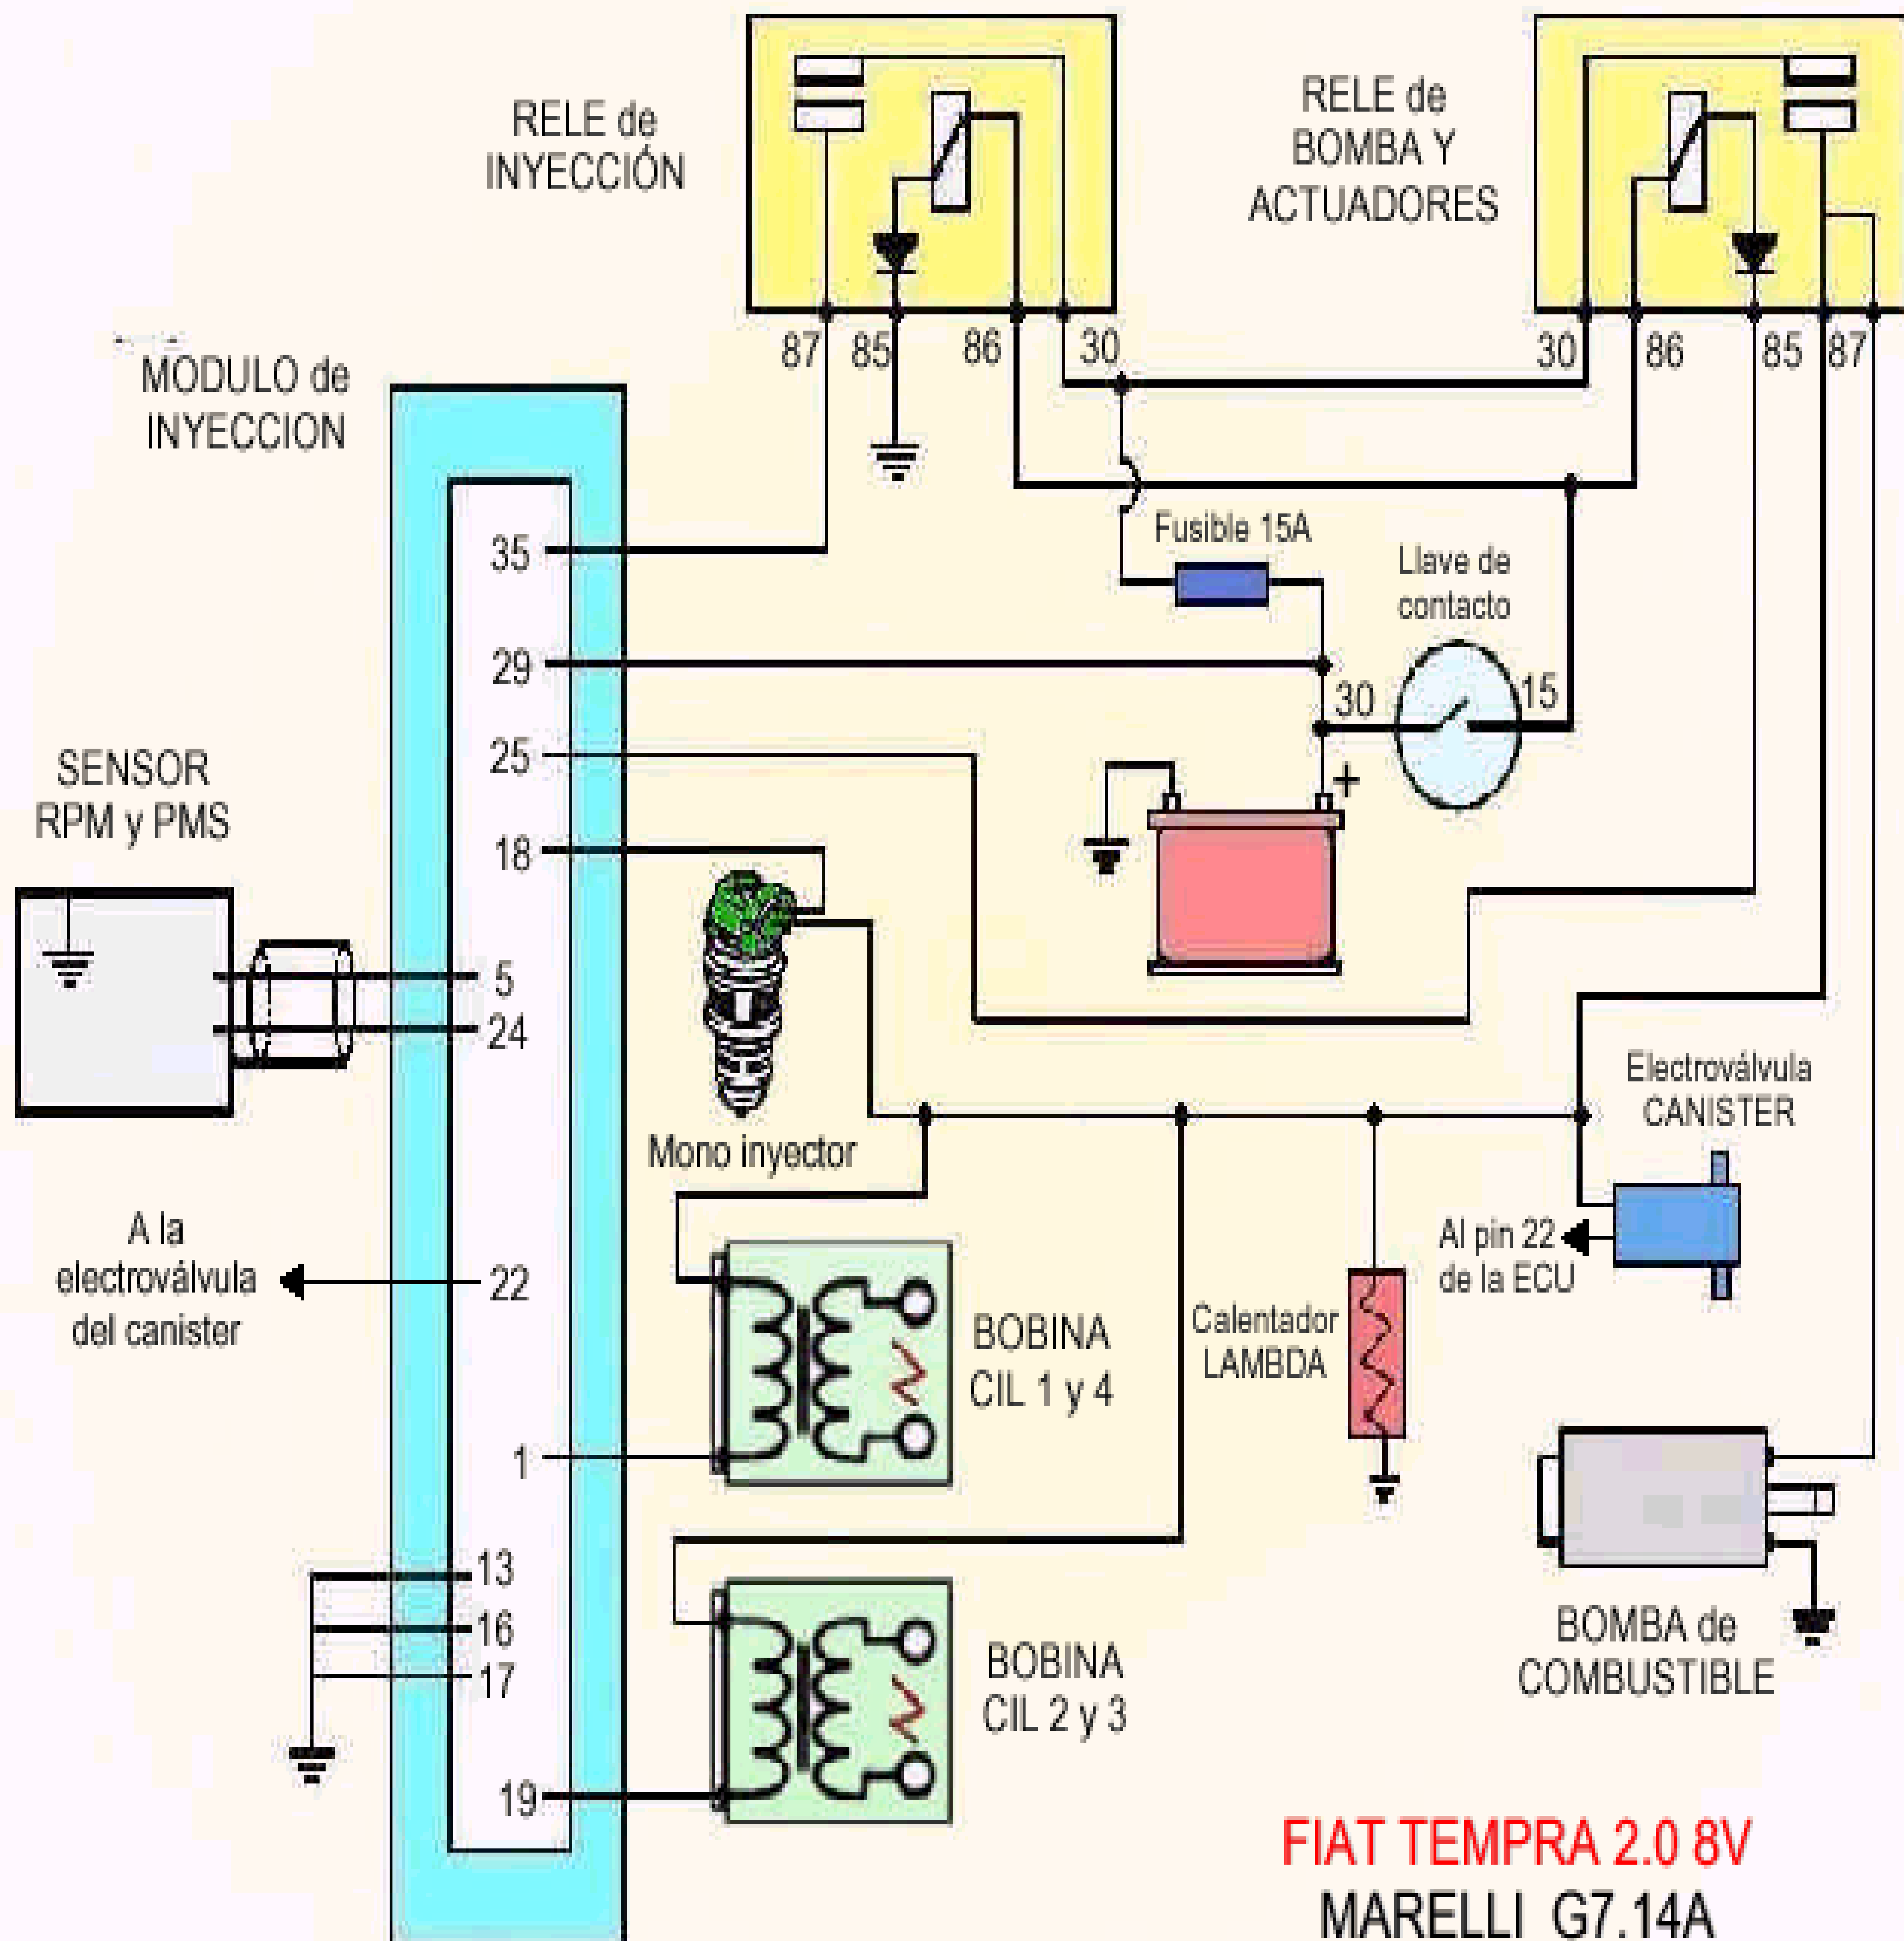 RELE de
INYECCIÓN
RELE de
BOMBA Y
ACTUADORES
87 85 86 30
30 86 85 87
MODULO de
INYECCION
35
Fusible 15A
Llave de
contacto
29
30
15
25
+
SENSOR
RPM y PMS
18
5
24
Electroválvula
CANISTER
Mono inyector
A la
electroválvula
del canister
22
Al pin 22
de la ECU
BOBINA
CIL 1 y 4
Calentador
LAMBDA
1
13
16
17
BOMBA de
COMBUSTIBLE
BOBINA
CIL 2 y 3
19
FIAT TEMPRA 2.0 8V
MARELLI G7.14A